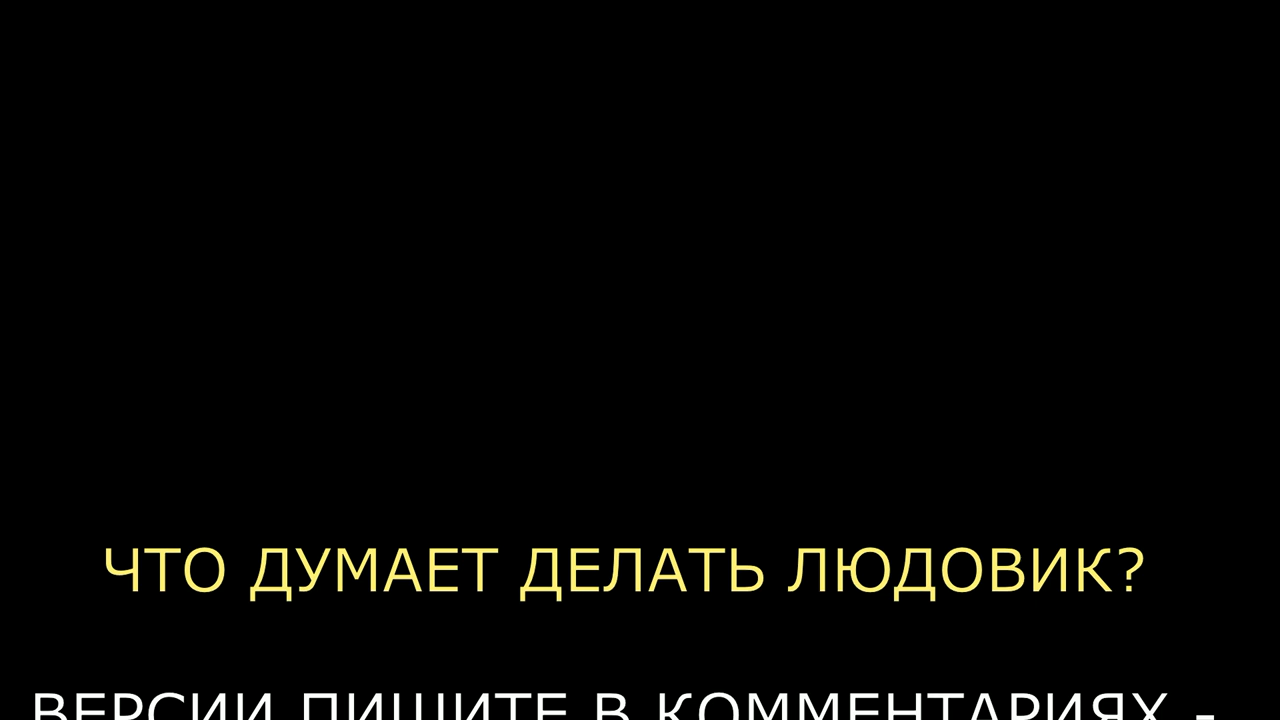 ЧТО ДУМАЕТ ДЕЛАТЬ ЛЮДОВИК?
ВЕРСИИ ПИШИТЕ В КОММЕНТАРИЯХ -